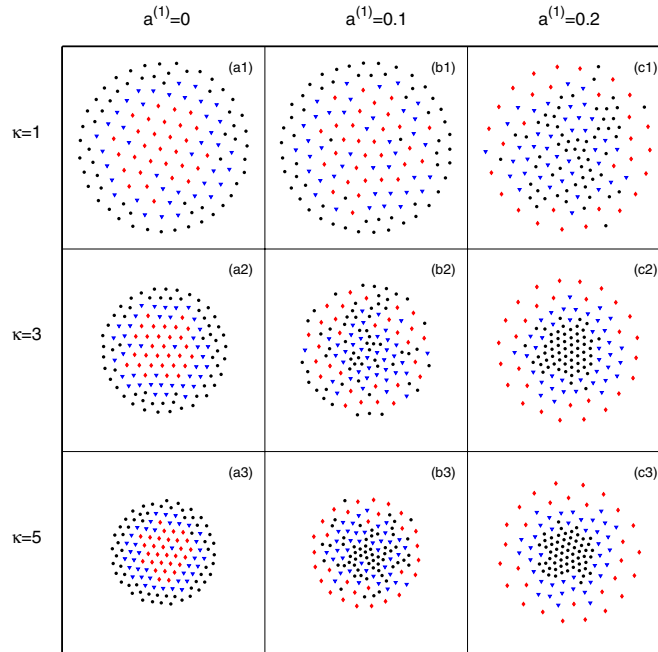 a^(1)=0 a^(1)=0.1 a^(1)=0.2
κ=1 (a1) (b1) (c1)
κ=3 (a2) (b2) (c2)
κ=5 (a3) (b3) (c3)